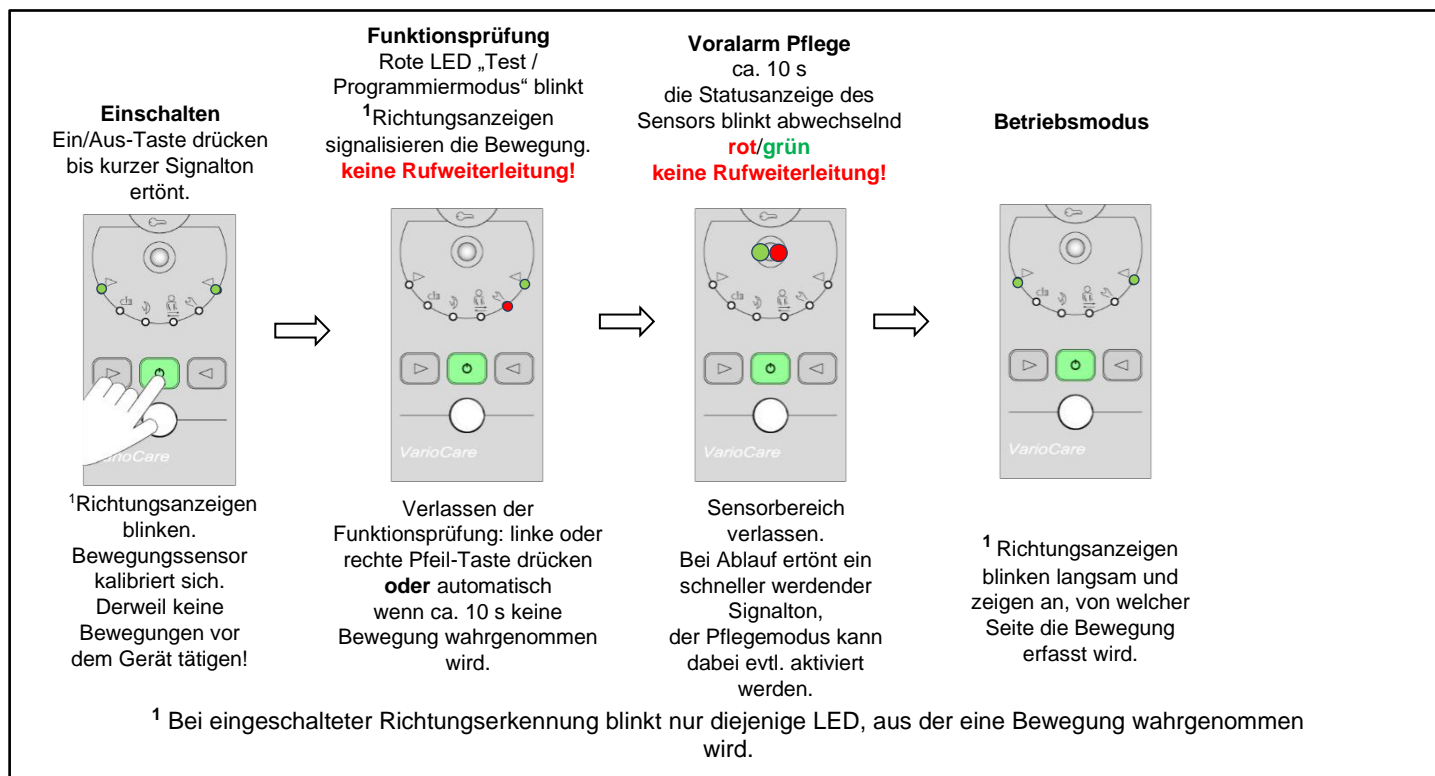 Einschalten
Ein/Aus-Taste drücken
bis kurzer Signalton
ertönt.
VarioCare
¹Richtungsanzeigen
blinken.
Bewegungssensor
kalibriert sich.
Derweil keine
Bewegungen vor
dem Gerät tätigen!
Funktionsprüfung
Rote LED „Test /
Programmiermodus“ blinkt
¹Richtungsanzeigen
signalisieren die Bewegung.
keine Rufweiterleitung!
VarioCare
Verlassen der
Funktionsprüfung: linke oder
rechte Pfeil-Taste drücken
oder automatisch
wenn ca. 10 s keine
Bewegung wahrgenommen
wird.
Voralarm Pflege
ca. 10 s
die Statusanzeige des
Sensors blinkt abwechselnd
rot/grün
keine Rufweiterleitung!
VarioCare
Sensorbereich
verlassen.
Bei Ablauf ertönt ein
schneller werdender
Signalton,
der Pflegemodus kann
dabei evtl. aktiviert
werden.
Betriebsmodus
VarioCare
¹ Richtungsanzeigen
blinken langsam und
zeigen an, von welcher
Seite die Bewegung
erfasst wird.
¹ Bei eingeschalteter Richtungserkennung blinkt nur diejenige LED, aus der eine Bewegung wahrgenommen
wird.